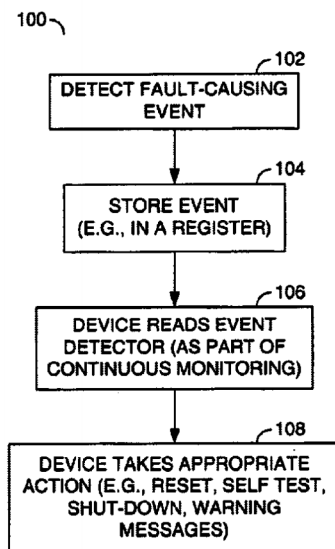 100
102
DETECT FAULT-CAUSING
EVENT
104
STORE EVENT
(E.G., IN A REGISTER)
106
DEVICE READS EVENT
DETECTOR (AS PART OF
CONTINUOUS MONITORING)
108
DEVICE TAKES APPROPRIATE
ACTION (E.G., RESET, SELF TEST,
SHUT-DOWN, WARNING
MESSAGES)